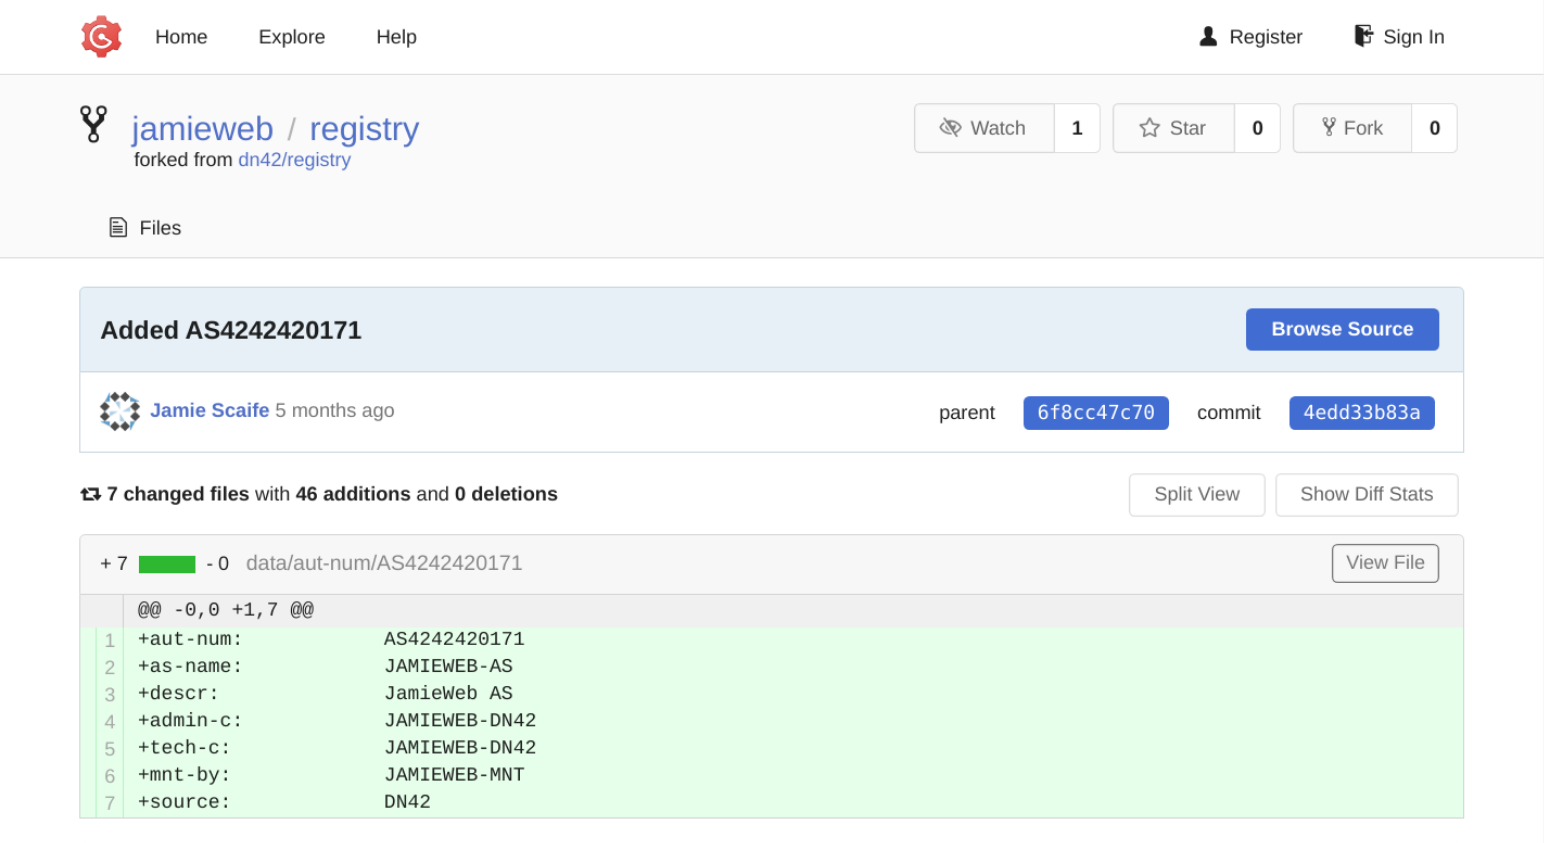 Home Explore Help Register Sign In
jamieweb / registry Watch 1 Star 0 Fork 0
forked from dn42/registry
Files
Added AS4242420171 Browse Source
Jamie Scaife 5 months ago parent 6f8cc47c70 commit 4edd33b83a
7 changed files with 46 additions and 0 deletions Split View Show Diff Stats
+ 7 - 0 data/aut-num/AS4242420171 View File
@@ -0,0 +1,7 @@
1 +aut-num: AS4242420171
2 +as-name: JAMIEWEB-AS
3 +descr: JamieWeb AS
4 +admin-c: JAMIEWEB-DN42
5 +tech-c: JAMIEWEB-DN42
6 +mnt-by: JAMIEWEB-MNT
7 +source: DN42